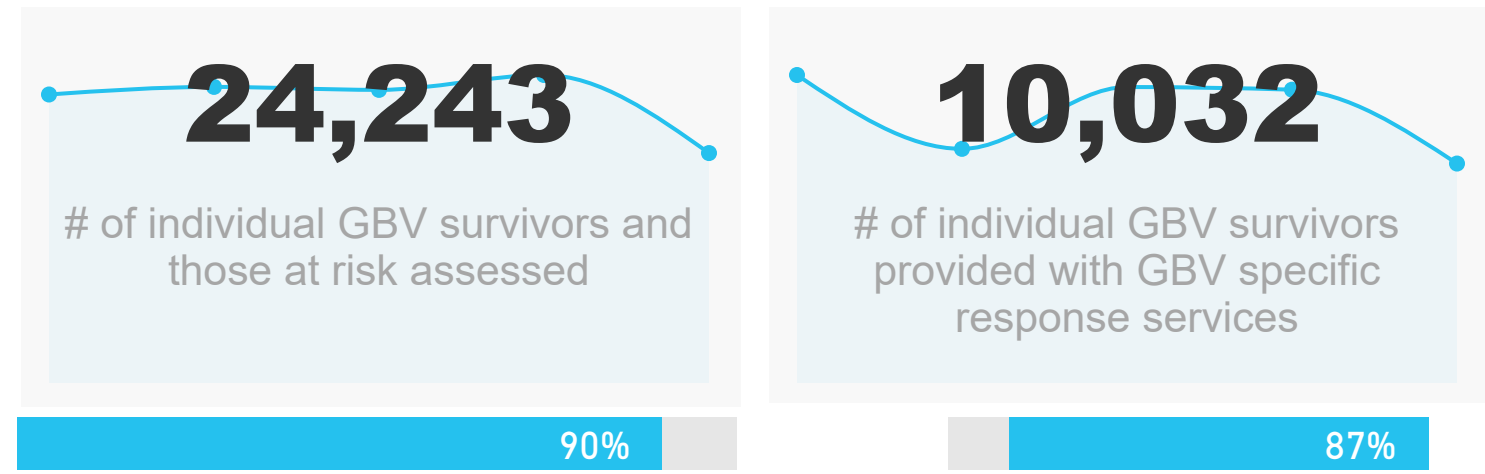 24,243
# of individual GBV survivors and
those at risk assessed
90%
10,032
# of individual GBV survivors
provided with GBV specific
response services
87%